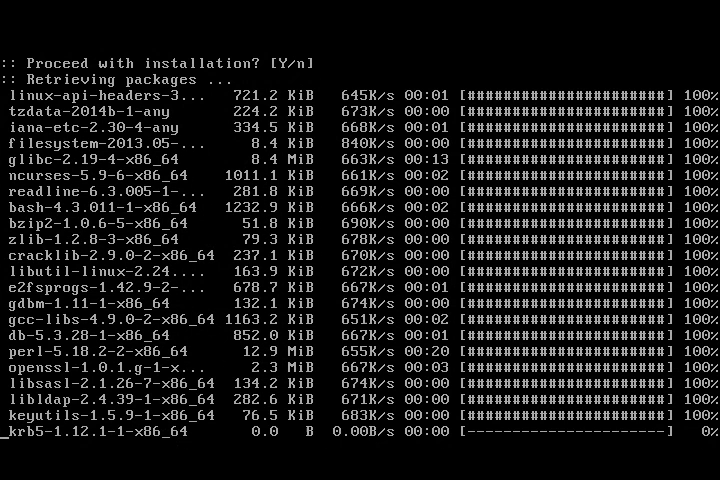 :: Proceed with installation? [Y/n]
:: Retrieving packages ...
linux-api-headers-3... 721.2 KiB 645K/s 00:01 [######################] 100%
tzdata-2014b-1-any 224.2 KiB 673K/s 00:00 [######################] 100%
iana-etc-2.30-4-any 334.5 KiB 668K/s 00:01 [######################] 100%
filesystem-2013.05-... 8.4 KiB 840K/s 00:00 [######################] 100%
glibc-2.19-4-x86_64 8.4 MiB 663K/s 00:13 [######################] 100%
ncurses-5.9-6-x86_64 1011.1 KiB 661K/s 00:02 [######################] 100%
readline-6.3.005-1-... 281.8 KiB 669K/s 00:00 [######################] 100%
bash-4.3.011-1-x86_64 1232.9 KiB 666K/s 00:02 [######################] 100%
bzip2-1.0.6-5-x86_64 51.8 KiB 690K/s 00:00 [######################] 100%
zlib-1.2.8-3-x86_64 79.3 KiB 678K/s 00:00 [######################] 100%
cracklib-2.9.0-2-x86_64 237.1 KiB 670K/s 00:00 [######################] 100%
libutil-linux-2.24.... 163.9 KiB 672K/s 00:00 [######################] 100%
e2fsprogs-1.42.9-2-... 678.7 KiB 667K/s 00:01 [######################] 100%
gdbm-1.11-1-x86_64 132.1 KiB 674K/s 00:00 [######################] 100%
gcc-libs-4.9.0-2-x86_64 1163.2 KiB 651K/s 00:02 [######################] 100%
db-5.3.28-1-x86_64 852.0 KiB 667K/s 00:01 [######################] 100%
perl-5.18.2-2-x86_64 12.9 MiB 655K/s 00:20 [######################] 100%
openssl-1.0.1.g-1-x... 2.3 MiB 667K/s 00:03 [######################] 100%
libsasl-2.1.26-7-x86_64 134.2 KiB 674K/s 00:00 [######################] 100%
libldap-2.4.39-1-x86_64 282.6 KiB 671K/s 00:00 [######################] 100%
keyutils-1.5.9-1-x86_64 76.5 KiB 683K/s 00:00 [######################] 100%
_krb5-1.12.1-1-x86_64 0.0 B 0.00B/s 00:00 [----------------------] 0%